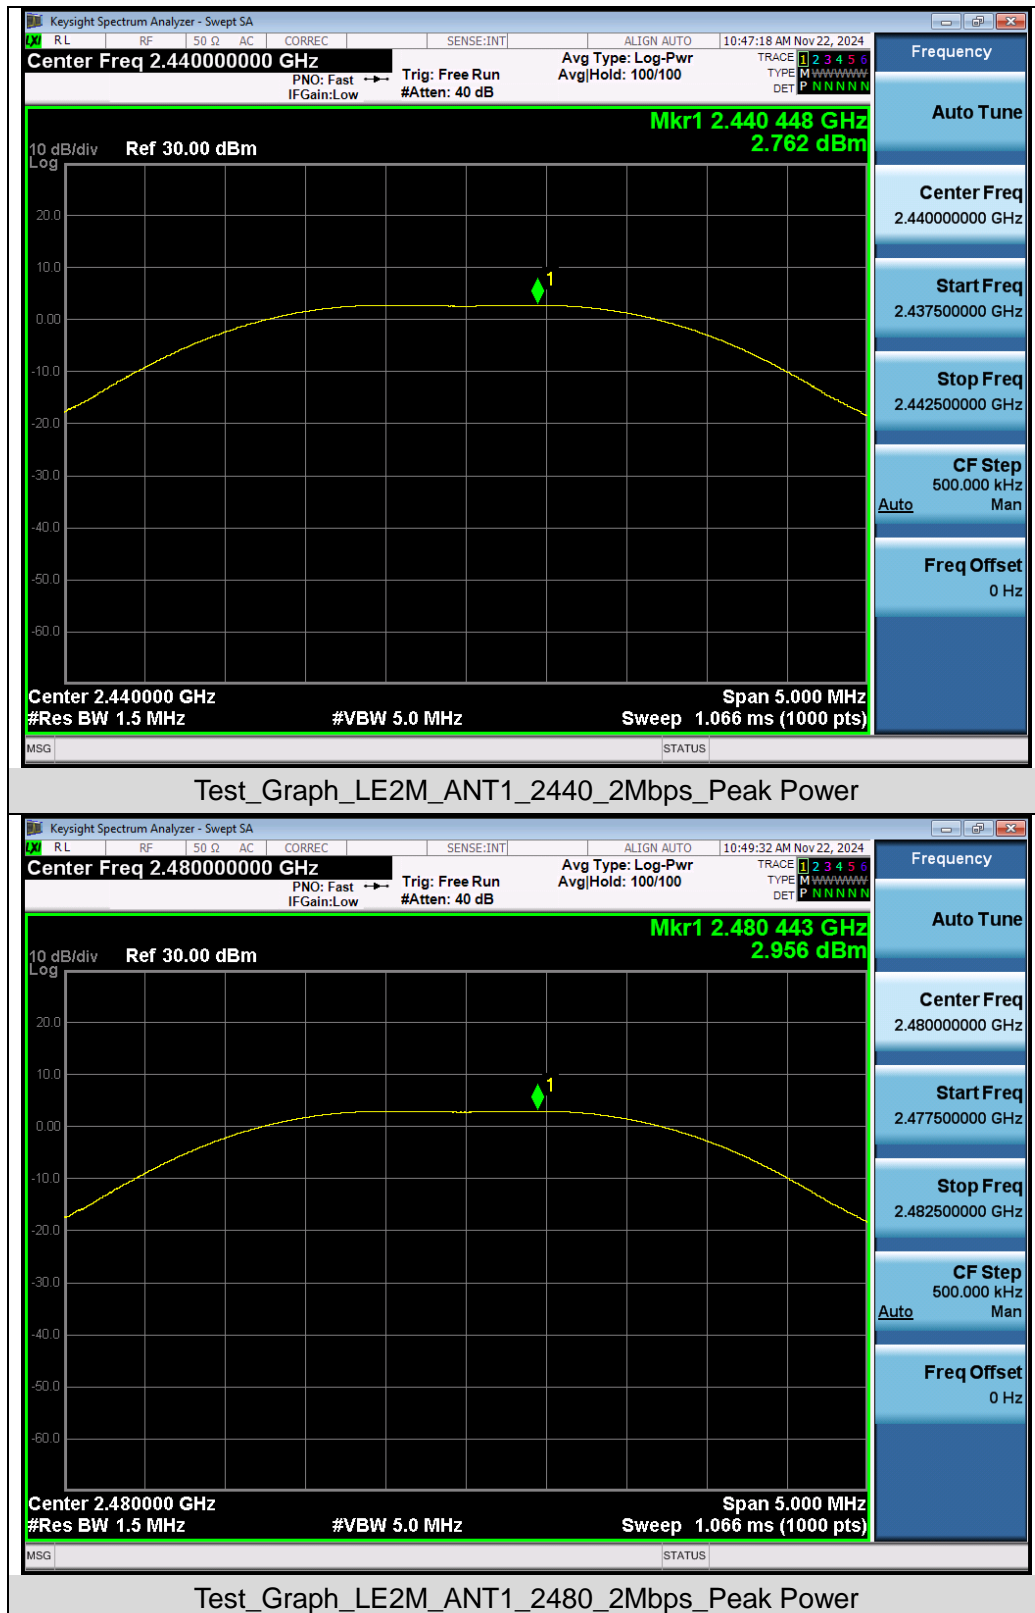 Keysight Spectrum Analyzer - Swept SA
LXI RL RF 50 Ω AC CORREC SENSE:INT ALIGN AUTO 10:47:18 AM Nov 22, 2024
Center Freq 2.440000000 GHz
Avg Type: Log-Pwr
TRACE 1 2 3 4 5 6
PNO: Fast Trig: Free Run Avg|Hold: 100/100 TYPE M WWWWW
IFGain:Low #Atten: 40 dB DET P N N N N N
Mkr1 2.440 448 GHz
2.762 dBm
10 dB/div Ref 30.00 dBm
Log
20.0
10.0
1
0.00
-10.0
-20.0
-30.0
-40.0
-50.0
-60.0
Center 2.440000 GHz Span 5.000 MHz
#Res BW 1.5 MHz #VBW 5.0 MHz Sweep 1.066 ms (1000 pts)
MSG STATUS
Frequency
Auto Tune
Center Freq
2.440000000 GHz
Start Freq
2.437500000 GHz
Stop Freq
2.442500000 GHz
CF Step
500.000 kHz
Auto Man
Freq Offset
0 Hz
Test_Graph_LE2M_ANT1_2440_2Mbps_Peak Power
Keysight Spectrum Analyzer - Swept SA
LXI RL RF 50 Ω AC CORREC SENSE:INT ALIGN AUTO 10:49:32 AM Nov 22, 2024
Center Freq 2.480000000 GHz
Avg Type: Log-Pwr
TRACE 1 2 3 4 5 6
PNO: Fast Trig: Free Run Avg|Hold: 100/100 TYPE M WWWWW
IFGain:Low #Atten: 40 dB DET P N N N N N
Mkr1 2.480 443 GHz
2.956 dBm
10 dB/div Ref 30.00 dBm
Log
20.0
10.0
1
0.00
-10.0
-20.0
-30.0
-40.0
-50.0
-60.0
Center 2.480000 GHz Span 5.000 MHz
#Res BW 1.5 MHz #VBW 5.0 MHz Sweep 1.066 ms (1000 pts)
MSG STATUS
Frequency
Auto Tune
Center Freq
2.480000000 GHz
Start Freq
2.477500000 GHz
Stop Freq
2.482500000 GHz
CF Step
500.000 kHz
Auto Man
Freq Offset
0 Hz
Test_Graph_LE2M_ANT1_2480_2Mbps_Peak Power